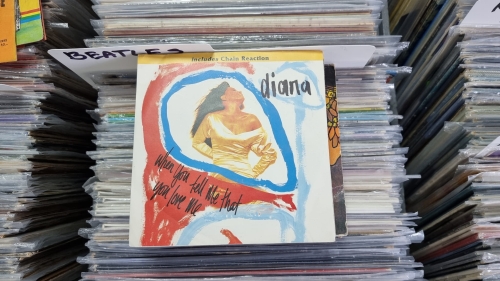 BEATLES
Includes Chain Reaction
diana
When you tell me that
you love me